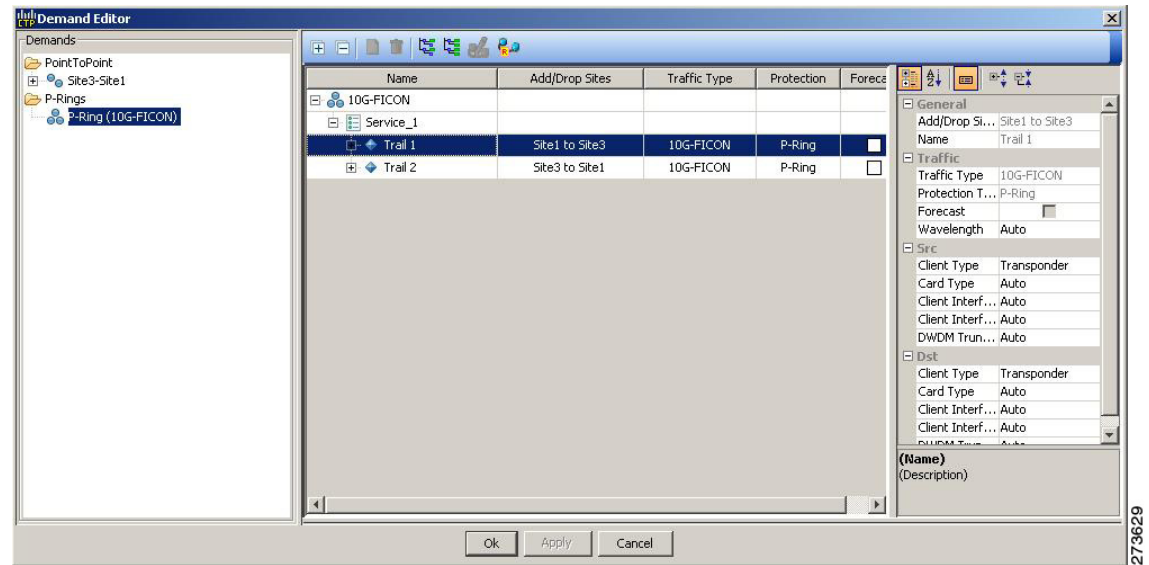 CTP Demand Editor
Demands
PointToPoint
Site3-Site1
P-Rings
P-Ring (10G-FICON)
Name Add/Drop Sites Traffic Type Protection Foreca
10G-FICON
Service_1
Trail 1 Site1 to Site3 10G-FICON P-Ring
Trail 2 Site3 to Site1 10G-FICON P-Ring
General
Add/Drop Si... Site1 to Site3
Name Trail 1
Traffic
Traffic Type 10G-FICON
Protection T... P-Ring
Forecast
Wavelength Auto
Src
Client Type Transponder
Card Type Auto
Client Interf... Auto
Client Interf... Auto
DWDM Trun... Auto
Dst
Client Type Transponder
Card Type Auto
Client Interf... Auto
Client Interf... Auto
DWDM Trun... Auto
(Name)
(Description)
Ok Apply Cancel
273629